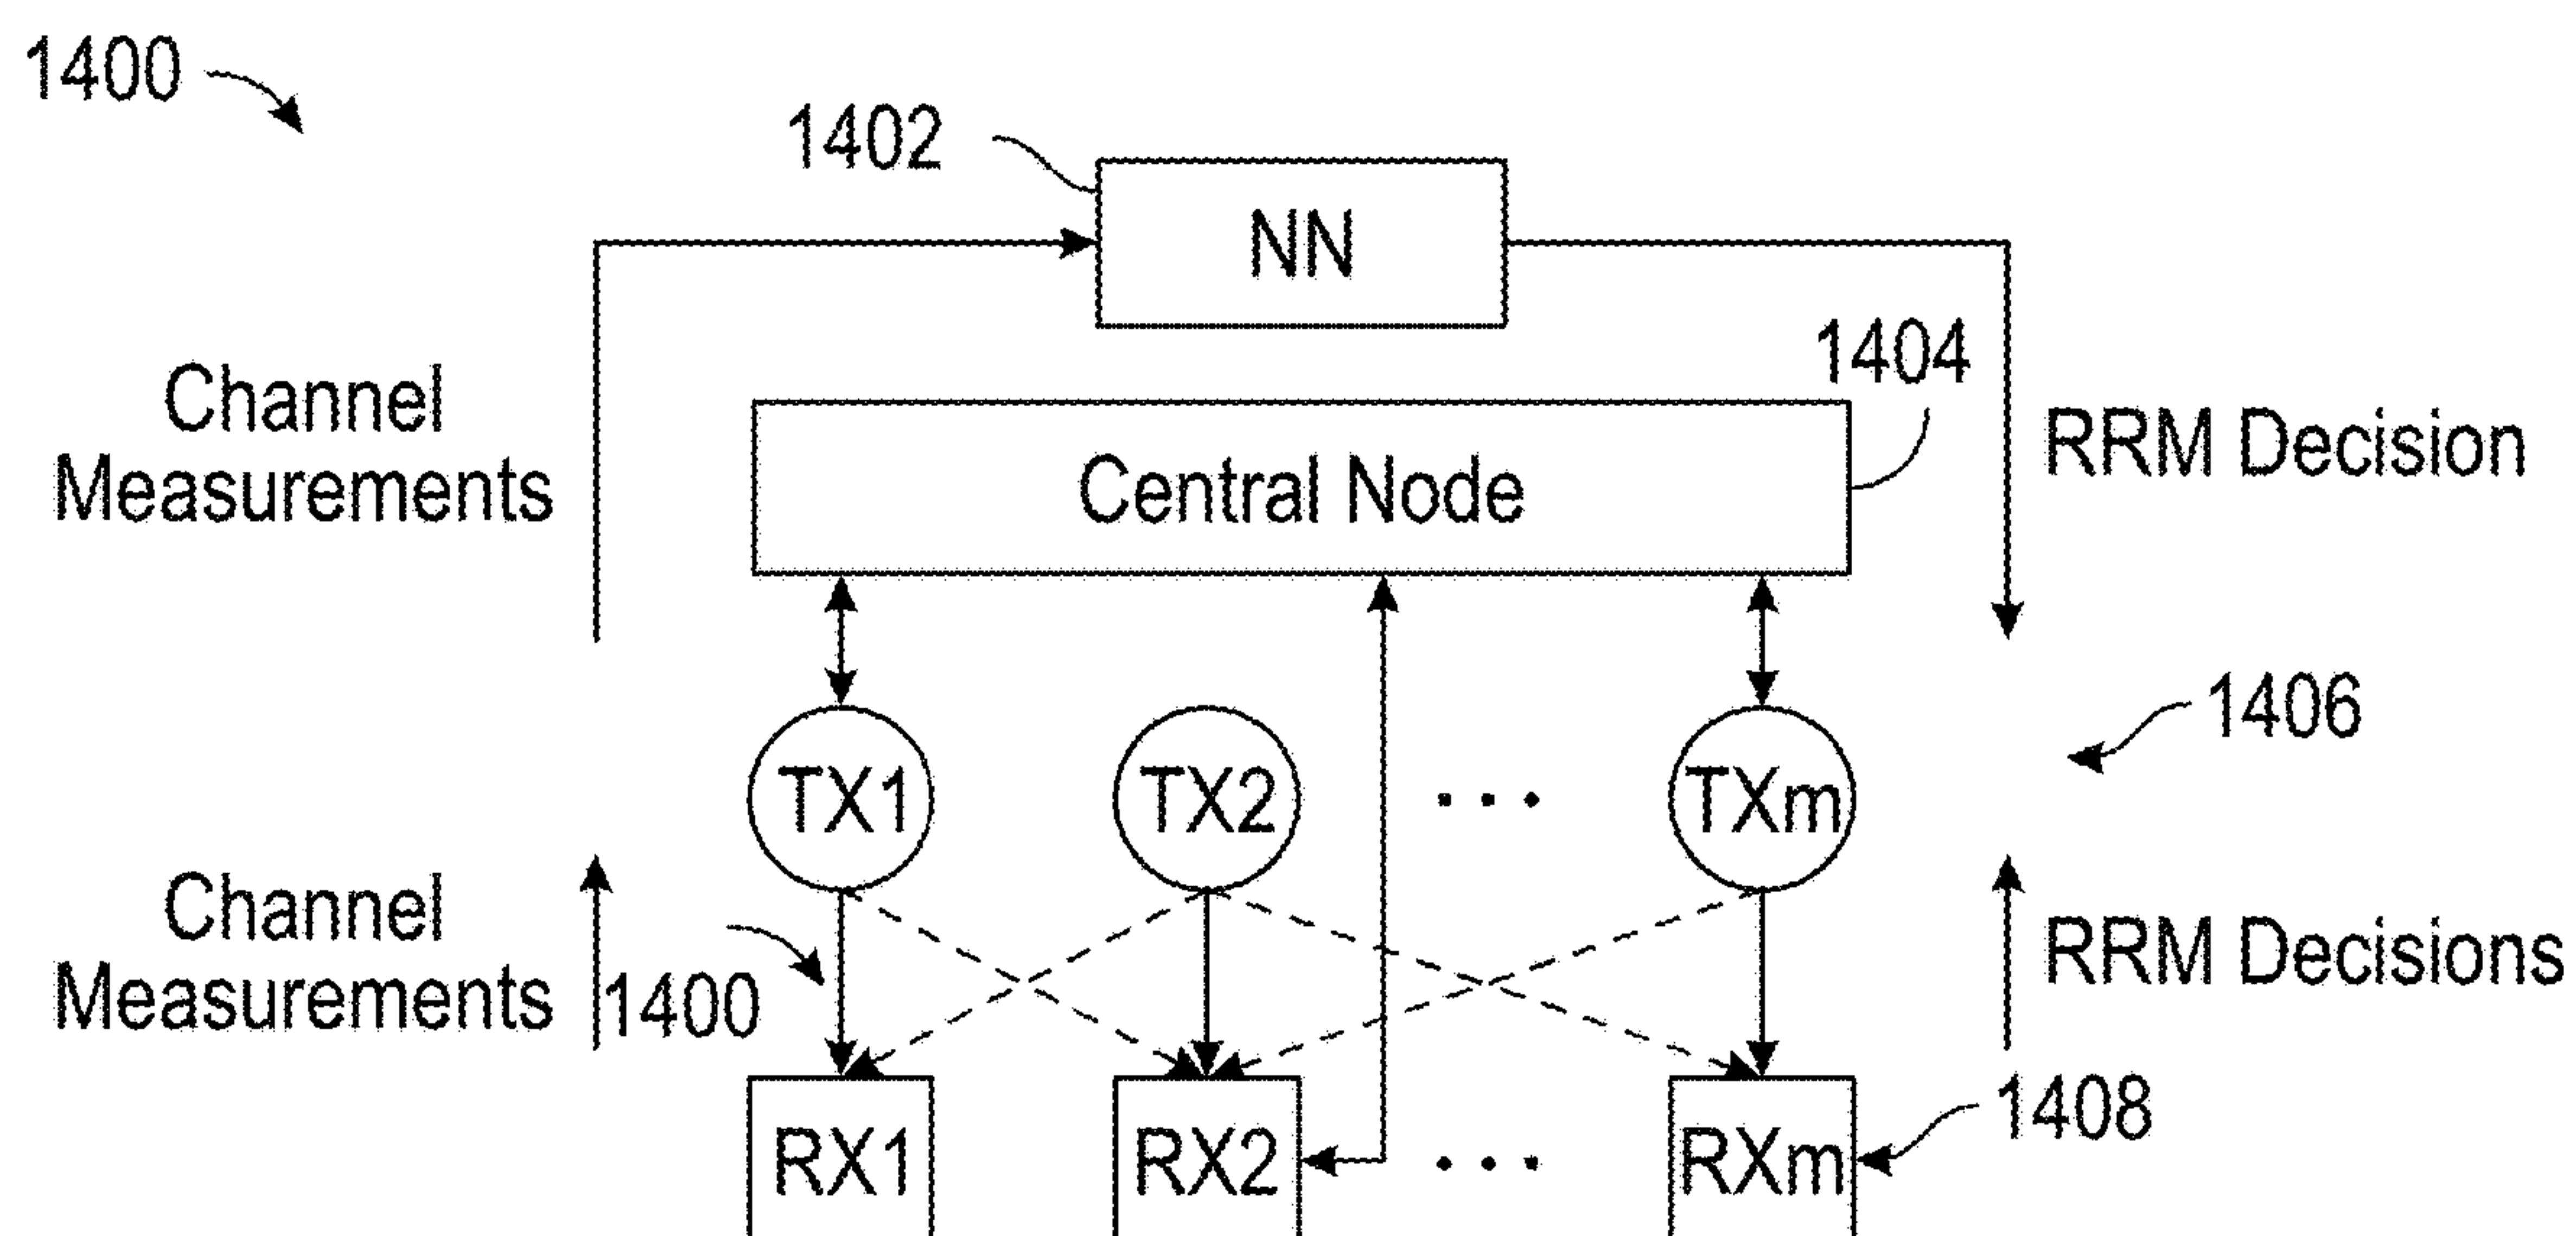 1400
1402
NN
1404
Channel
Measurements
Central Node
RRM Decision
1406
TX1
TX2
...
TXm
Channel
Measurements
1400
RRM Decisions
1408
RX1
RX2
...
RXm